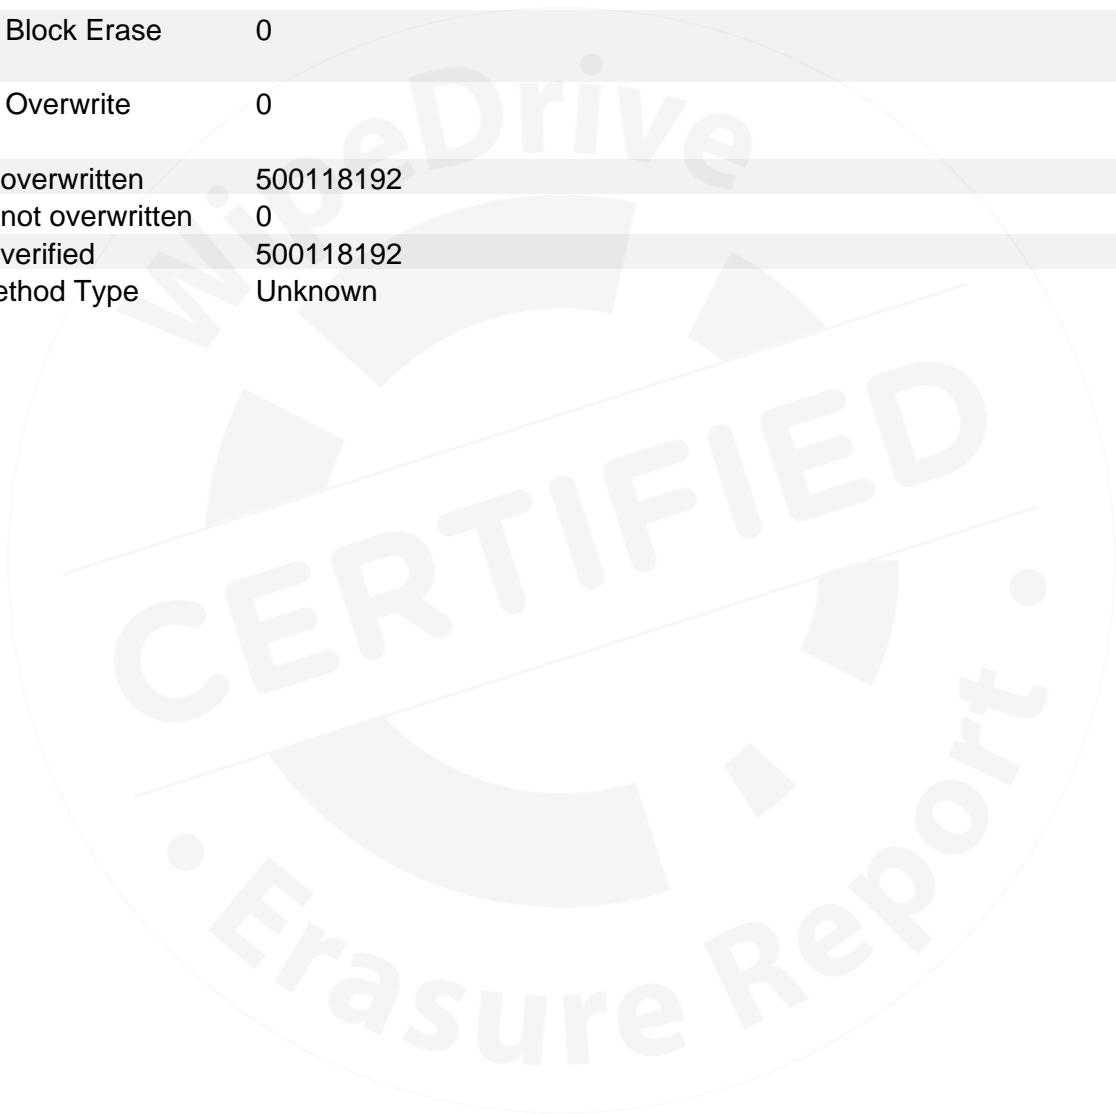 Block Erase 0
Overwrite 0
overwritten 500118192
not overwritten 0
verified 500118192
ethod Type Unknown
WipeDrive
CERTIFIED
• Erasure Report •